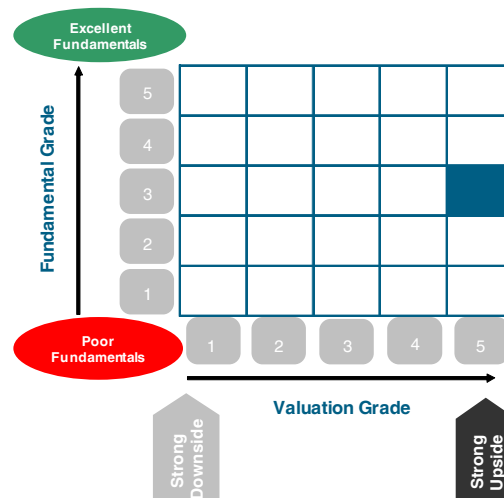 Excellent
Fundamentals
Fundamental Grade
5
4
3
2
1
Poor
Fundamentals
1
2
3
4
5
Valuation Grade
Strong
Downside
Strong
Upside